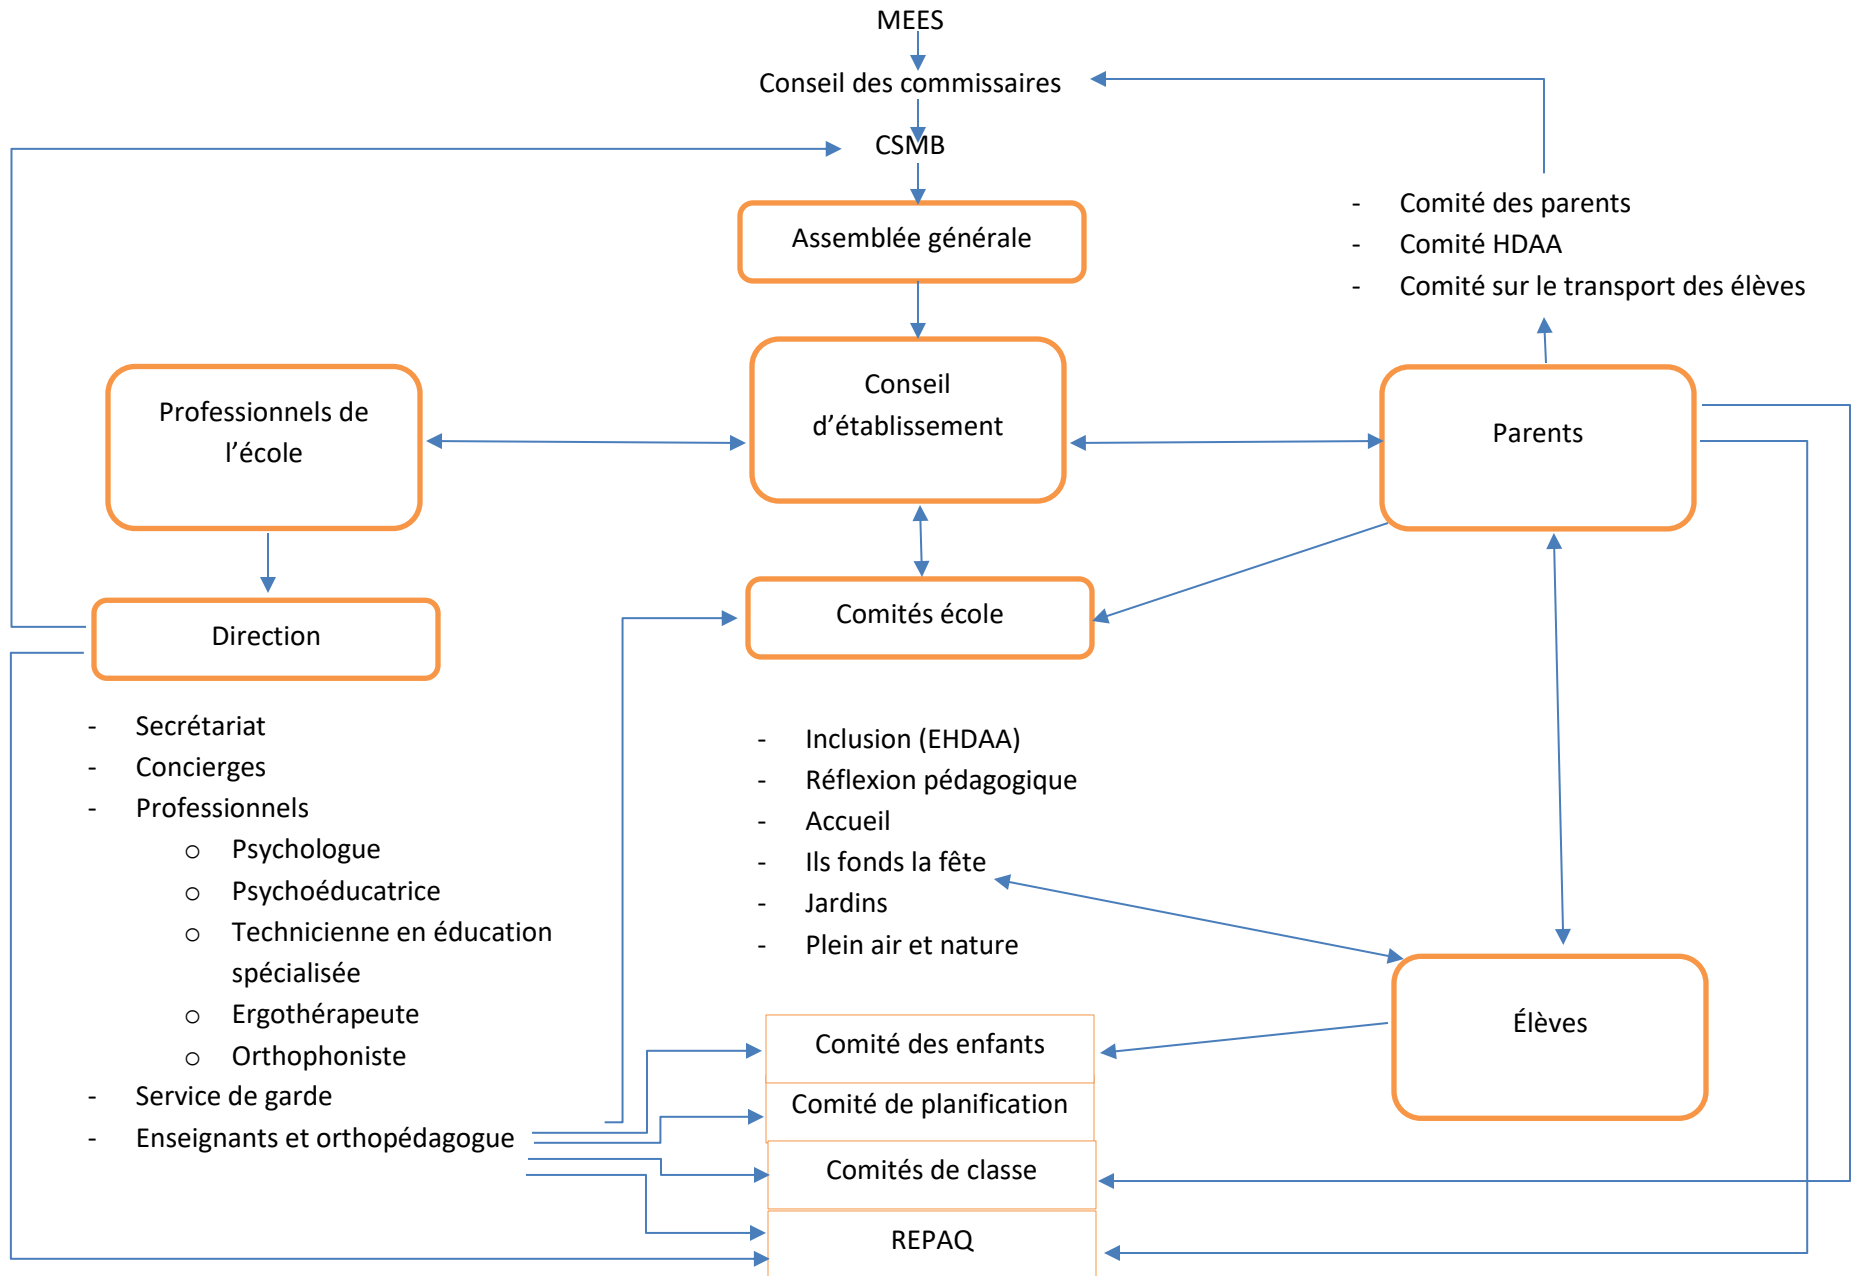 MEES
Conseil des commissaires
CSMB
Assemblée générale
- Comité des parents
- Comité HDAA
- Comité sur le transport des élèves
Professionnels de
l’école
Conseil
d’établissement
Parents
Direction
Comités école
- Secrétariat
- Concierges
- Professionnels
o Psychologue
o Psychoéducatrice
o Technicienne en éducation
spécialisée
o Ergothérapeute
o Orthophoniste
- Service de garde
- Enseignants et orthopédagogue
- Inclusion (EHDAA)
- Réflexion pédagogique
- Accueil
- Ils fonds la fête
- Jardins
- Plein air et nature
Élèves
Comité des enfants
Comité de planification
Comités de classe
REPAQ